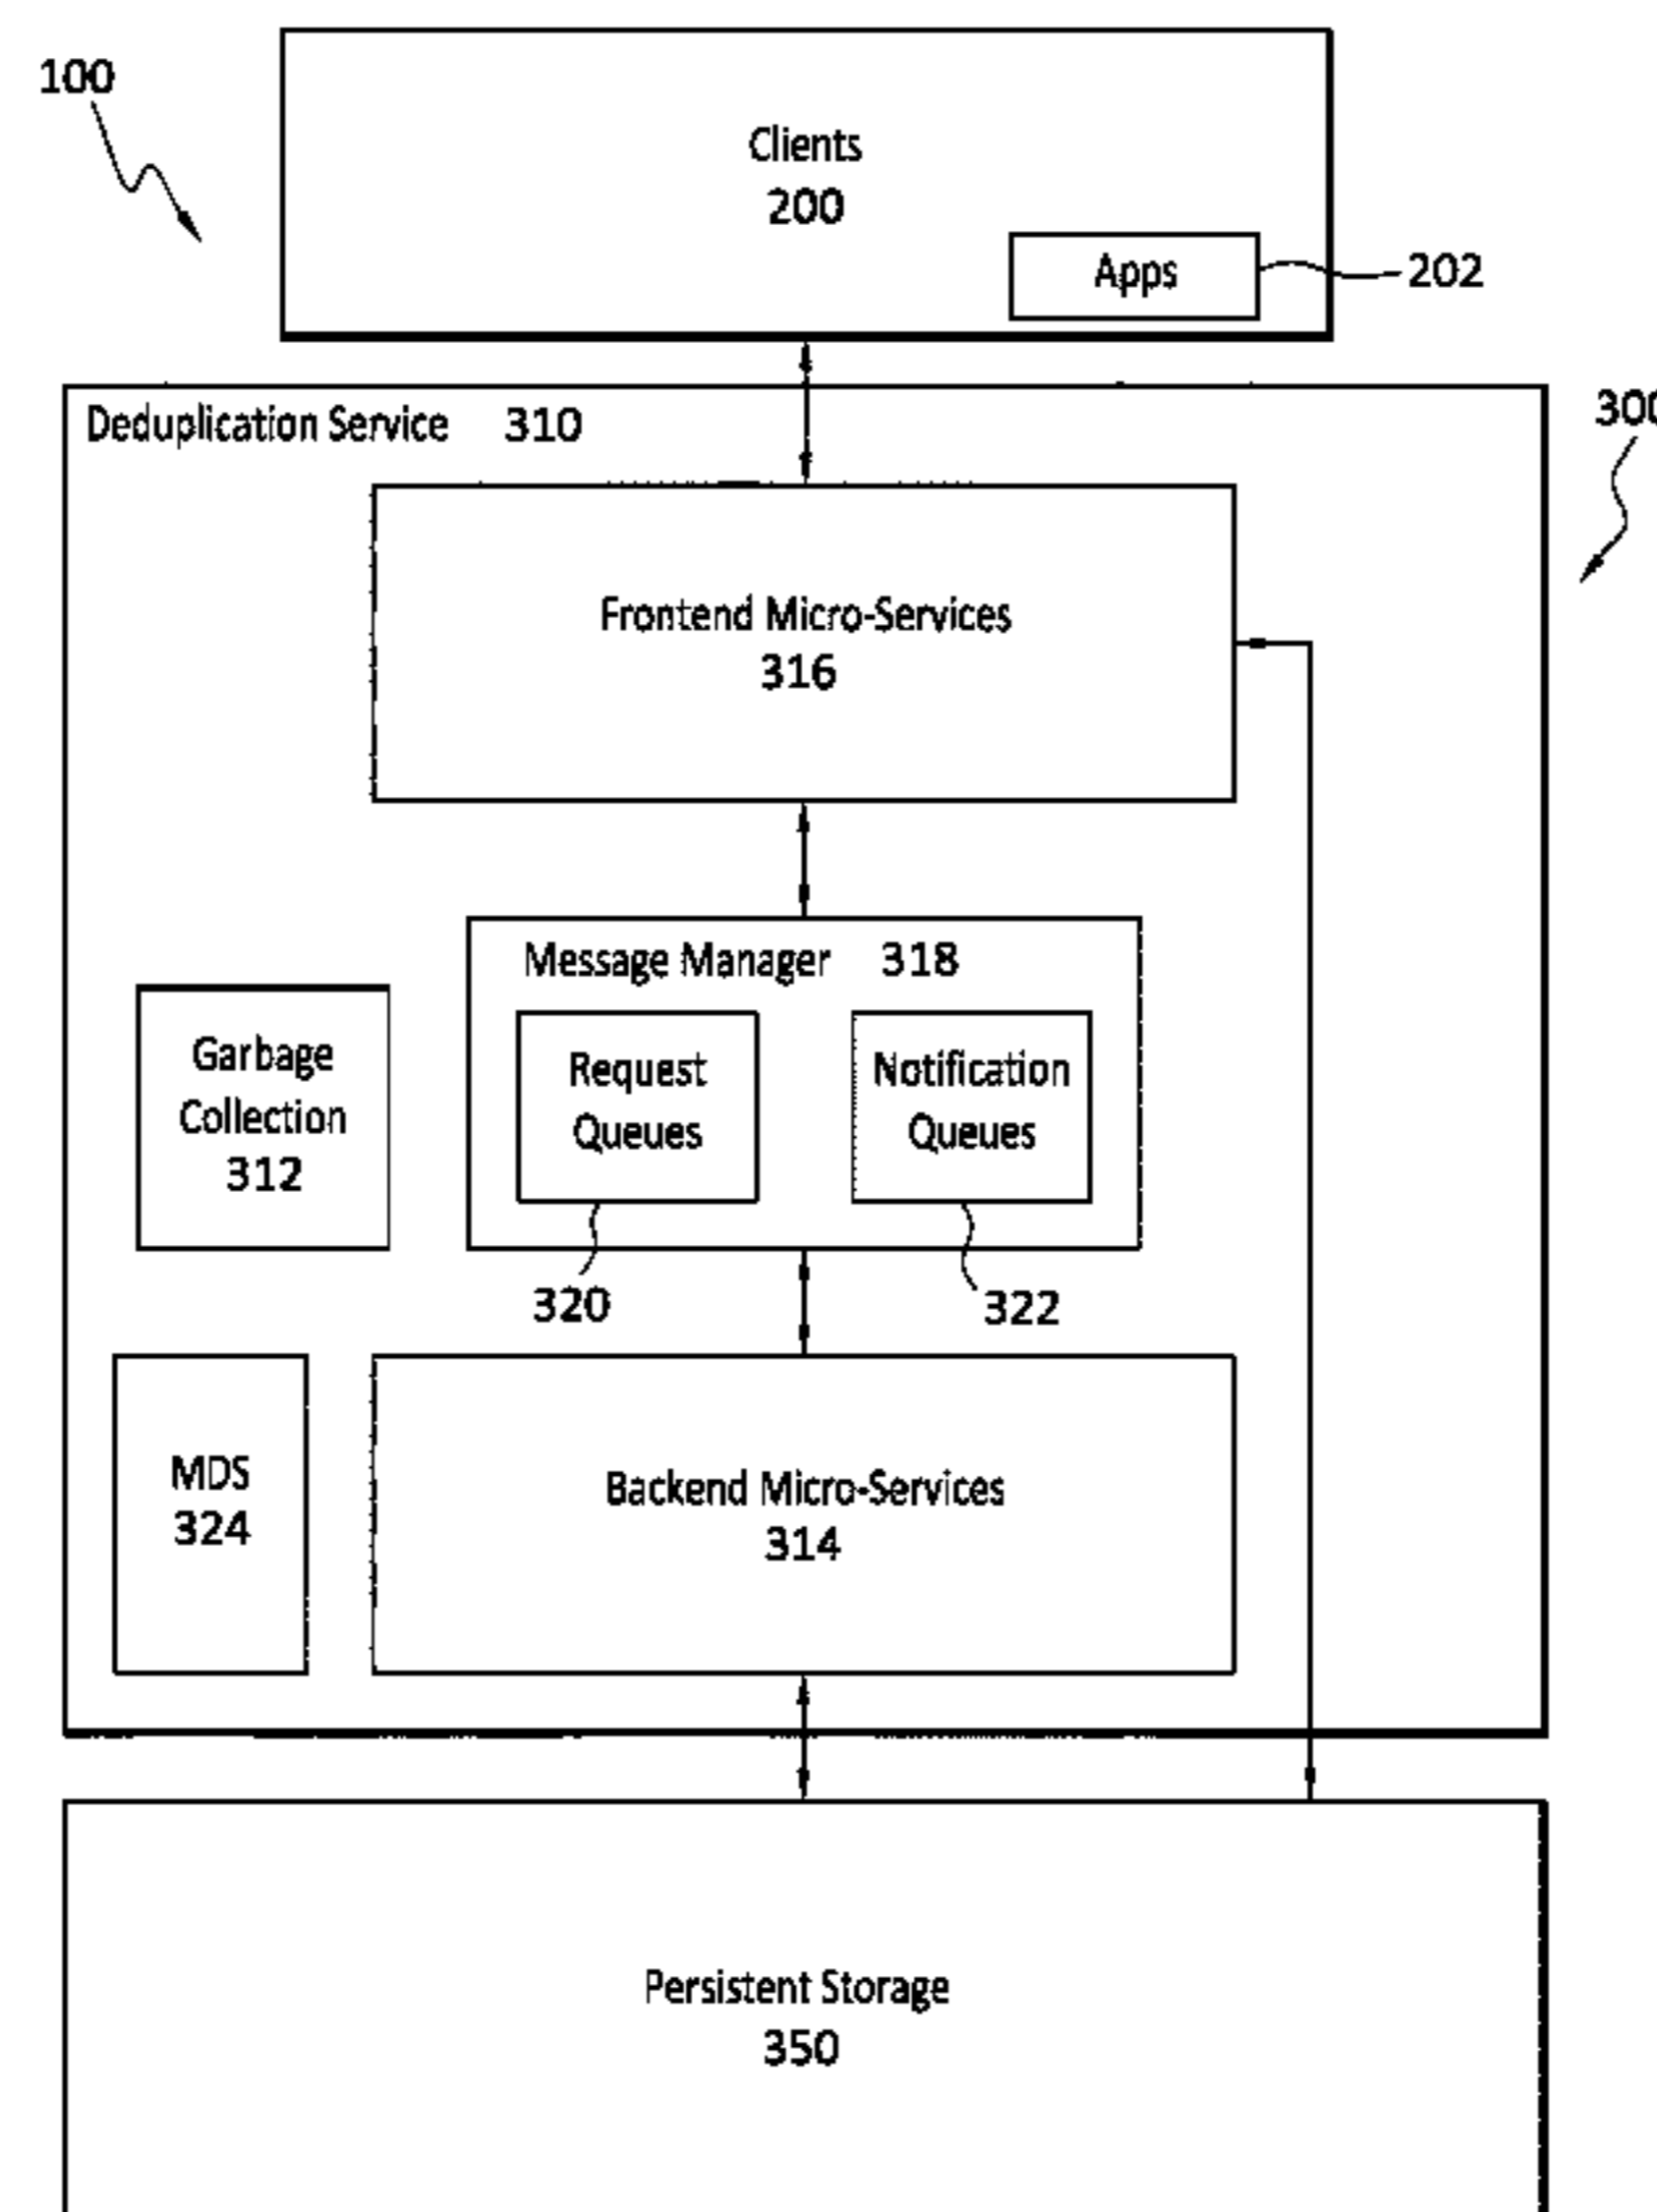 100
Clients
200
Apps
202
Deduplication Service 310
300
Frontend Micro-Services
316
Message Manager 318
Garbage
Collection
312
Request
Queues
Notification
Queues
320
322
MDS
324
Backend Micro-Services
314
Persistent Storage
350